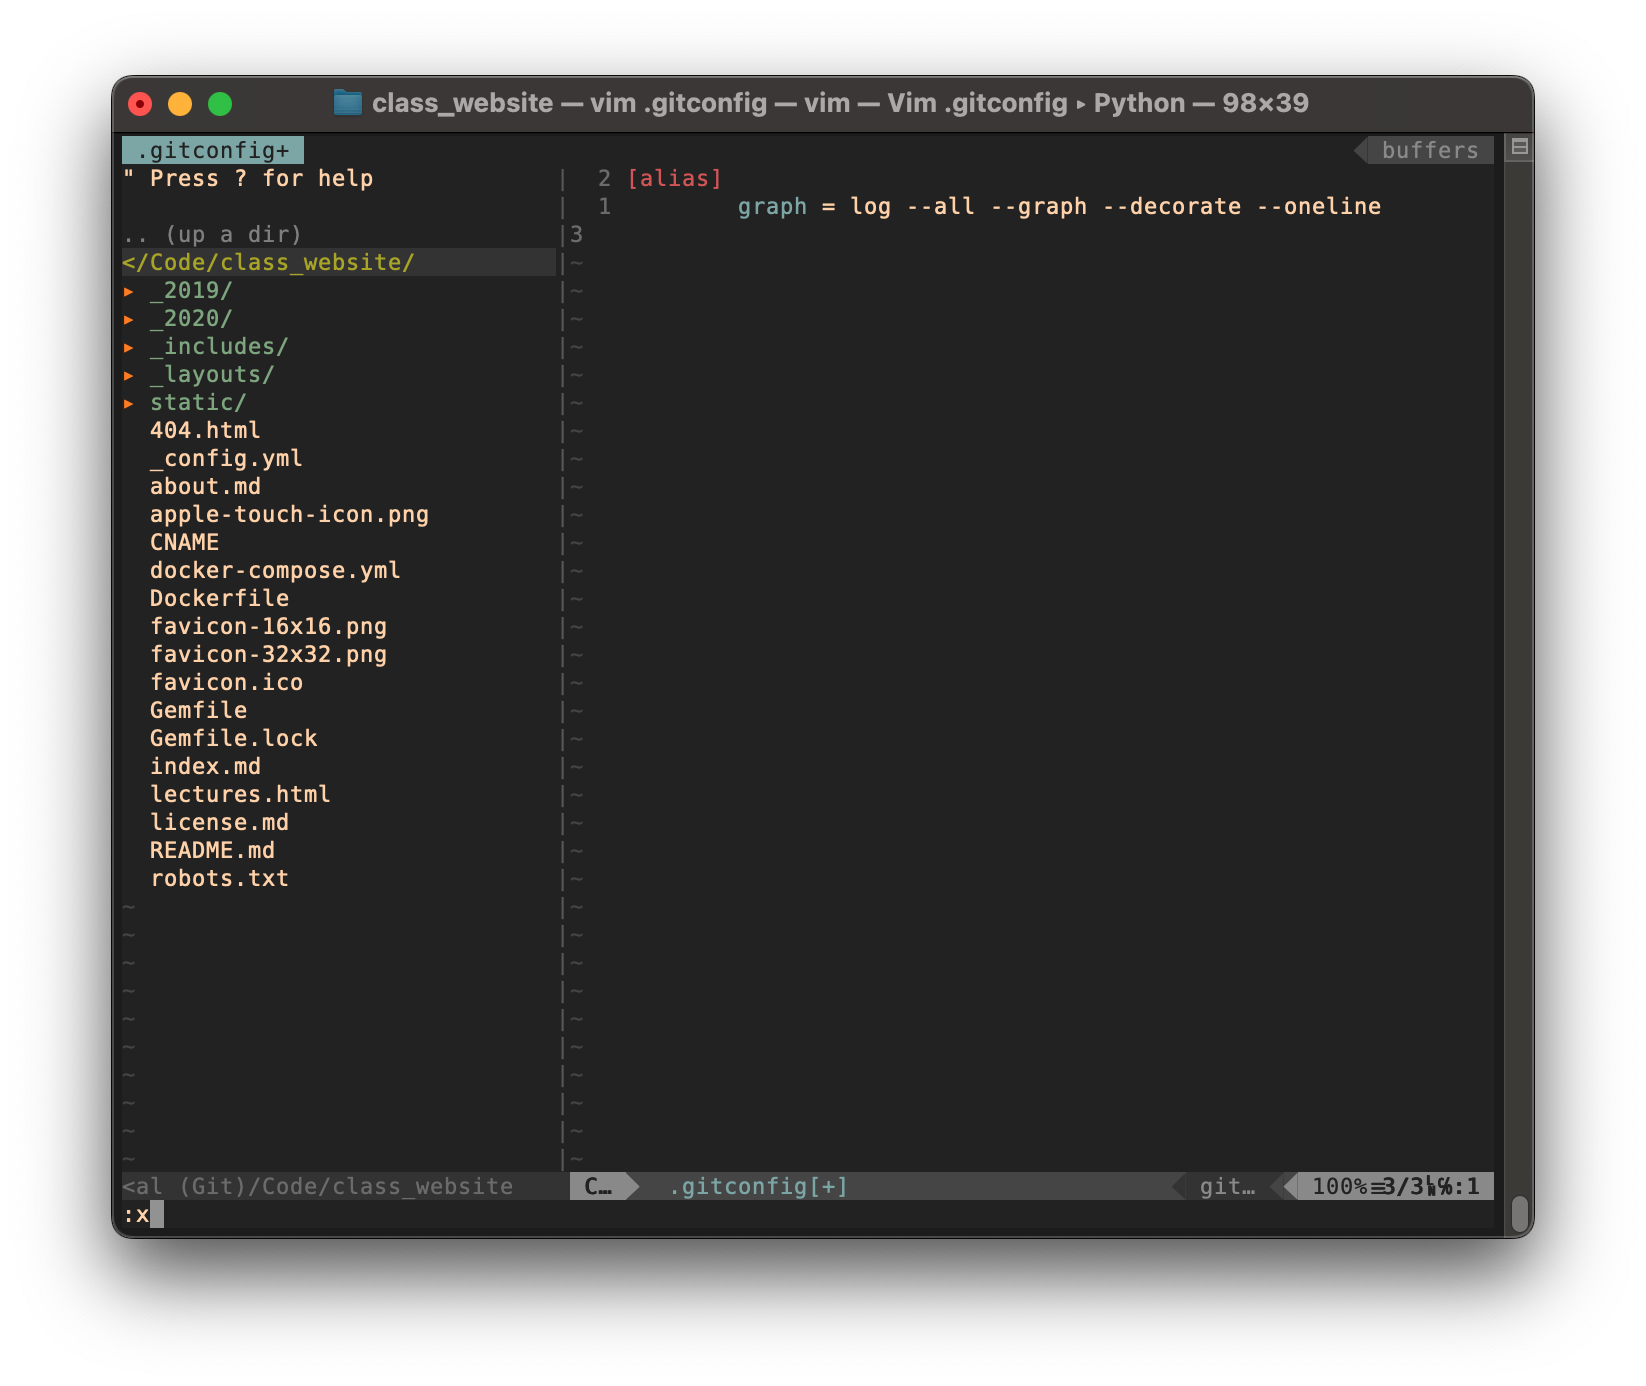 class_website — vim .gitconfig — vim — Vim .gitconfig ▸ Python — 98×39
.gitconfig+
buffers
" Press ? for help
.. (up a dir)
</Code/class_website/
▸ _2019/
▸ _2020/
▸ _includes/
▸ _layouts/
▸ static/
404.html
_config.yml
about.md
apple-touch-icon.png
CNAME
docker-compose.yml
Dockerfile
favicon-16x16.png
favicon-32x32.png
favicon.ico
Gemfile
Gemfile.lock
index.md
lectures.html
license.md
README.md
robots.txt
2 [alias]
1 graph = log --all --graph --decorate --oneline
3
<al (Git)/Code/class_website
C…
.gitconfig[+]
git…
100%≡3/3㏑℅:1
:x